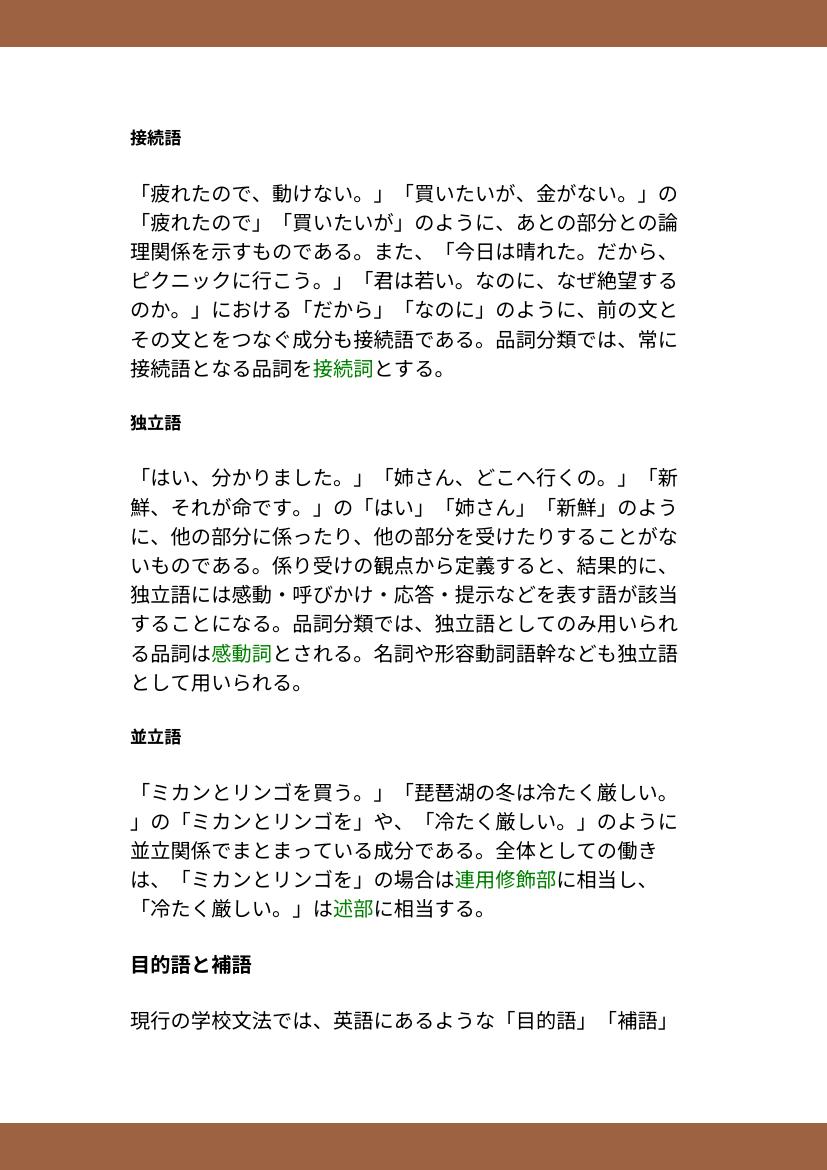 接続語
「疲れたので、動けない。」「買いたいが、金がない。」の
「疲れたので」「買いたいが」のように、あとの部分との論
理関係を示すものである。また、「今日は晴れた。だから、
ピクニックに行こう。」「君は若い。なのに、なぜ絶望する
のか。」における「だから」「なのに」のように、前の文と
その文とをつなぐ成分も接続語である。品詞分類では、常に
接続語となる品詞を接続詞とする。
独立語
「はい、分かりました。」「姉さん、どこへ行くの。」「新
鮮、それが命です。」の「はい」「姉さん」「新鮮」のよう
に、他の部分に係ったり、他の部分を受けたりすることがな
いものである。係り受けの観点から定義すると、結果的に、
独立語には感動・呼びかけ・応答・提示などを表す語が該当
することになる。品詞分類では、独立語としてのみ用いられ
る品詞は感動詞とされる。名詞や形容動詞語幹なども独立語
として用いられる。
並立語
「ミカンとリンゴを買う。」「琵琶湖の冬は冷たく厳しい。
」の「ミカンとリンゴを」や、「冷たく厳しい。」のように
並立関係でまとまっている成分である。全体としての働き
は、「ミカンとリンゴを」の場合は連用修飾部に相当し、
「冷たく厳しい。」は述部に相当する。
目的語と補語
現行の学校文法では、英語にあるような「目的語」「補語」